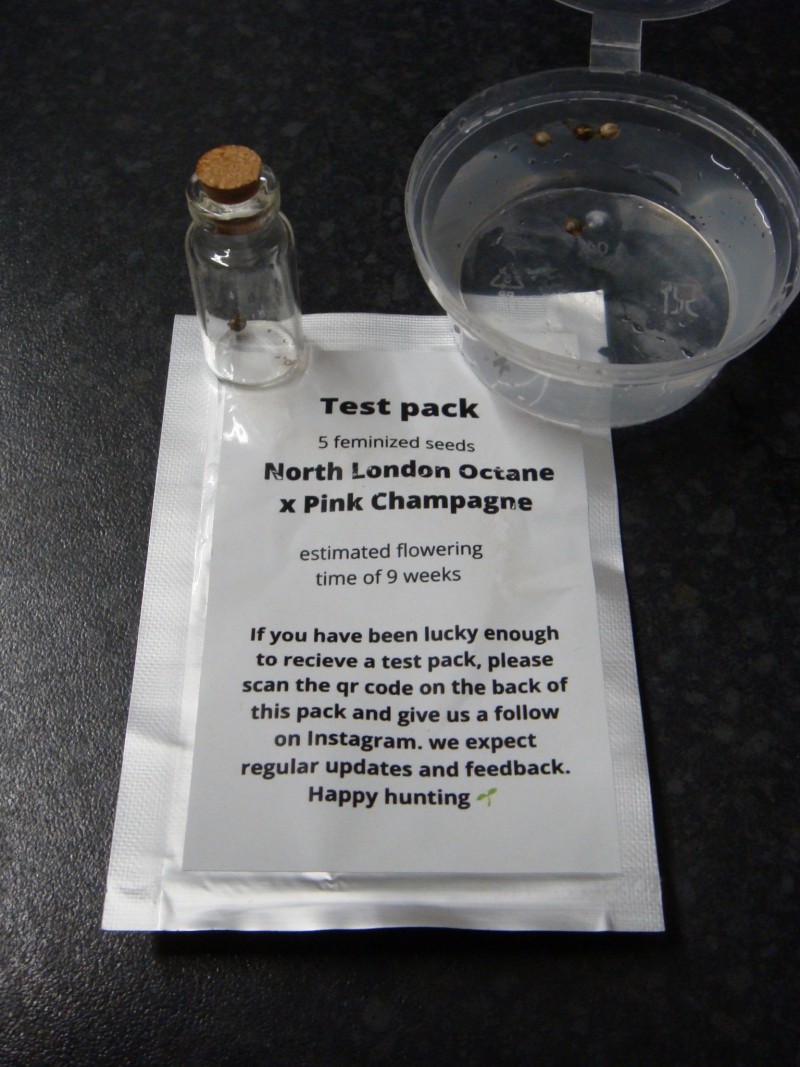 Test pack
5 feminized seeds
North London Octane
x Pink Champagne
estimated flowering
time of 9 weeks
If you have been lucky enough
to recieve a test pack, please
scan the qr code on the back of
this pack and give us a follow
on Instagram. we expect
regular updates and feedback.
Happy hunting 🌱